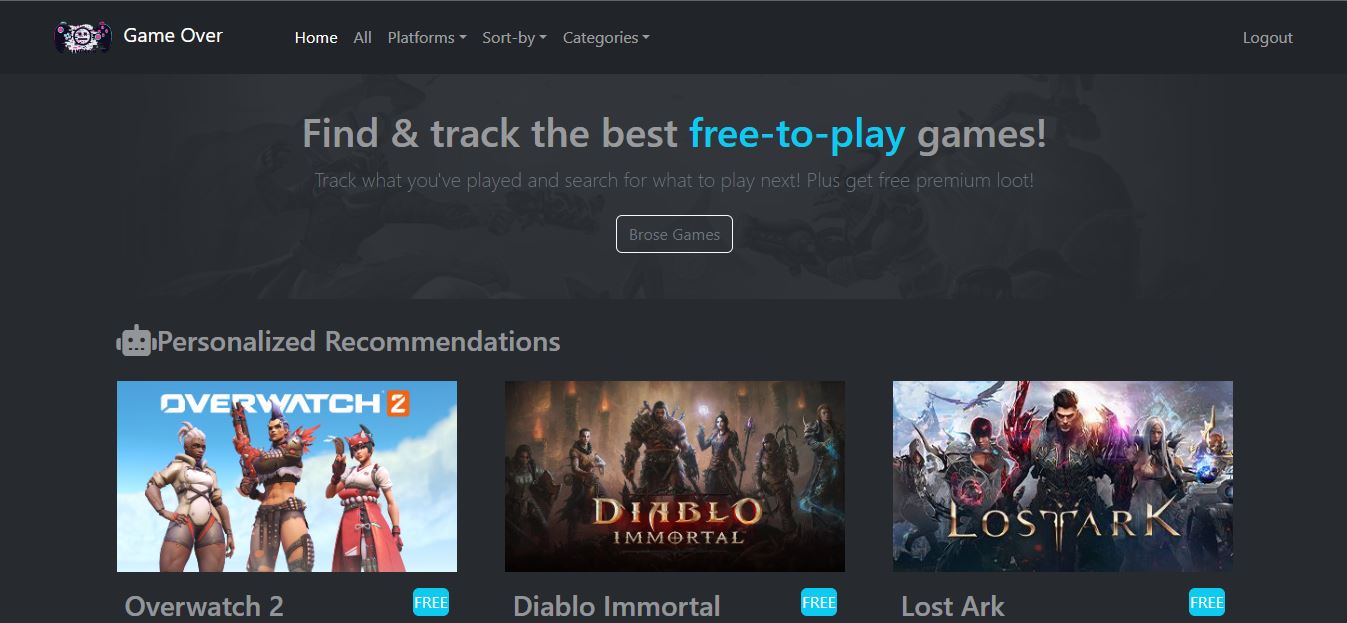 Game Over
Home All Platforms Sort-by Categories Logout
Find & track the best free-to-play games!
Track what you've played and search for what to play next! Plus get free premium loot!
Brose Games
Personalized Recommendations
OVERWATCH 2
DIABLO
IMMORTAL
LOST ARK
Overwatch 2 FREE
Diablo Immortal FREE
Lost Ark FREE